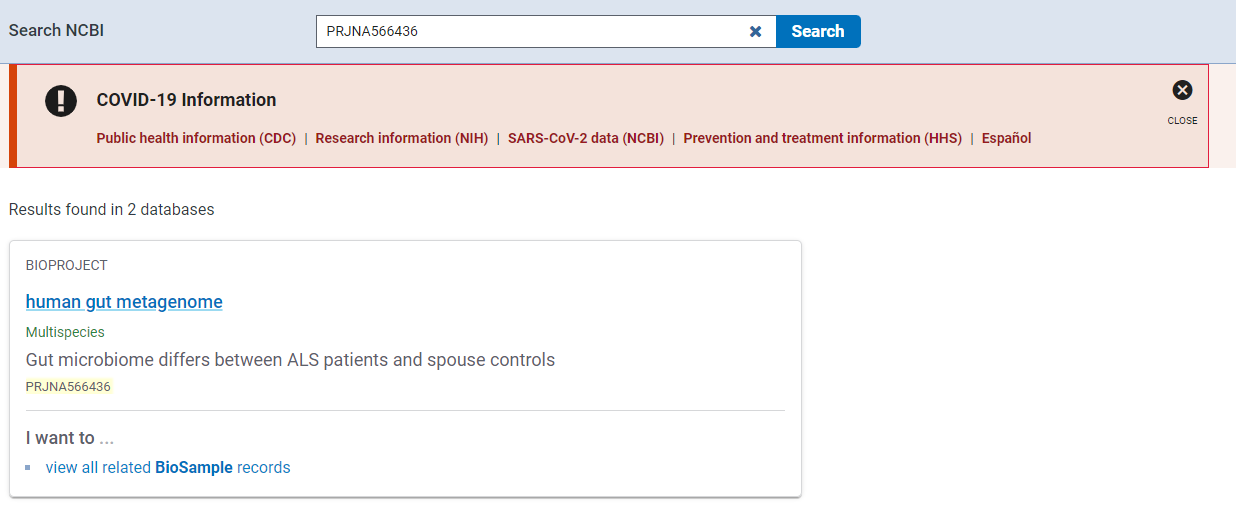 Search NCBI
PRJNA566436
Search
COVID-19 Information
CLOSE
Public health information (CDC) | Research information (NIH) | SARS-CoV-2 data (NCBI) | Prevention and treatment information (HHS) | Español
Results found in 2 databases
BIOPROJECT
human gut metagenome
Multispecies
Gut microbiome differs between ALS patients and spouse controls
PRJNA566436
I want to ...
view all related BioSample records